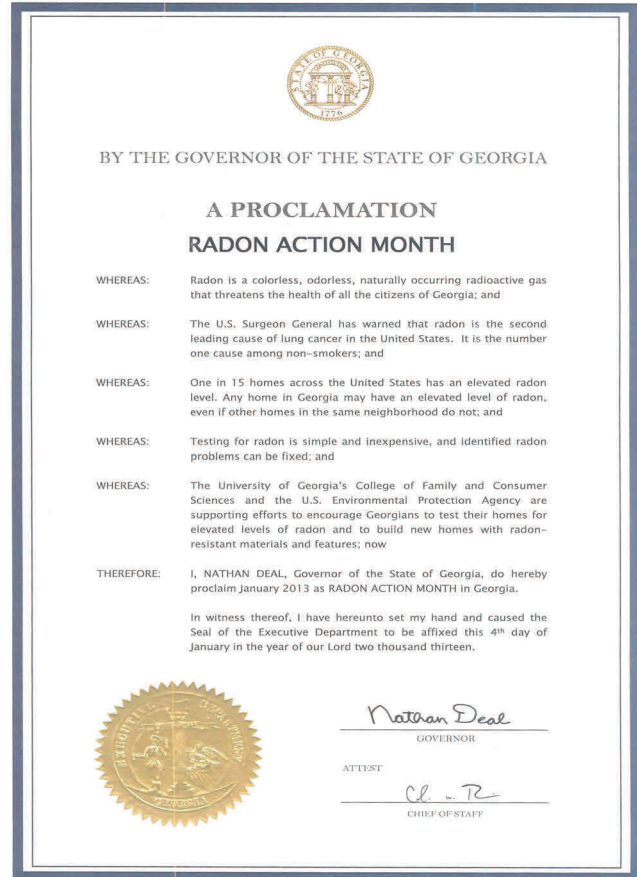 STATE OF GEORGIA
1776
BY THE GOVERNOR OF THE STATE OF GEORGIA
A PROCLAMATION
RADON ACTION MONTH
WHEREAS: Radon is a colorless, odorless, naturally occurring radioactive gas
that threatens the health of all the citizens of Georgia; and
WHEREAS: The U.S. Surgeon General has warned that radon is the second
leading cause of lung cancer in the United States. It is the number
one cause among non-smokers; and
WHEREAS: One in 15 homes across the United States has an elevated radon
level. Any home in Georgia may have an elevated level of radon,
even if other homes in the same neighborhood do not; and
WHEREAS: Testing for radon is simple and inexpensive, and identified radon
problems can be fixed; and
WHEREAS: The University of Georgia's College of Family and Consumer
Sciences and the U.S. Environmental Protection Agency are
supporting efforts to encourage Georgians to test their homes for
elevated levels of radon and to build new homes with radon-
resistant materials and features; now
THEREFORE: I, NATHAN DEAL, Governor of the State of Georgia, do hereby
proclaim January 2013 as RADON ACTION MONTH in Georgia.
In witness thereof, I have hereunto set my hand and caused the
Seal of the Executive Department to be affixed this 4th day of
January in the year of our Lord two thousand thirteen.
EXECUTIVE DEPARTMENT
GEORGIA
Nathan Deal
GOVERNOR
ATTEST
CHIEF OF STAFF